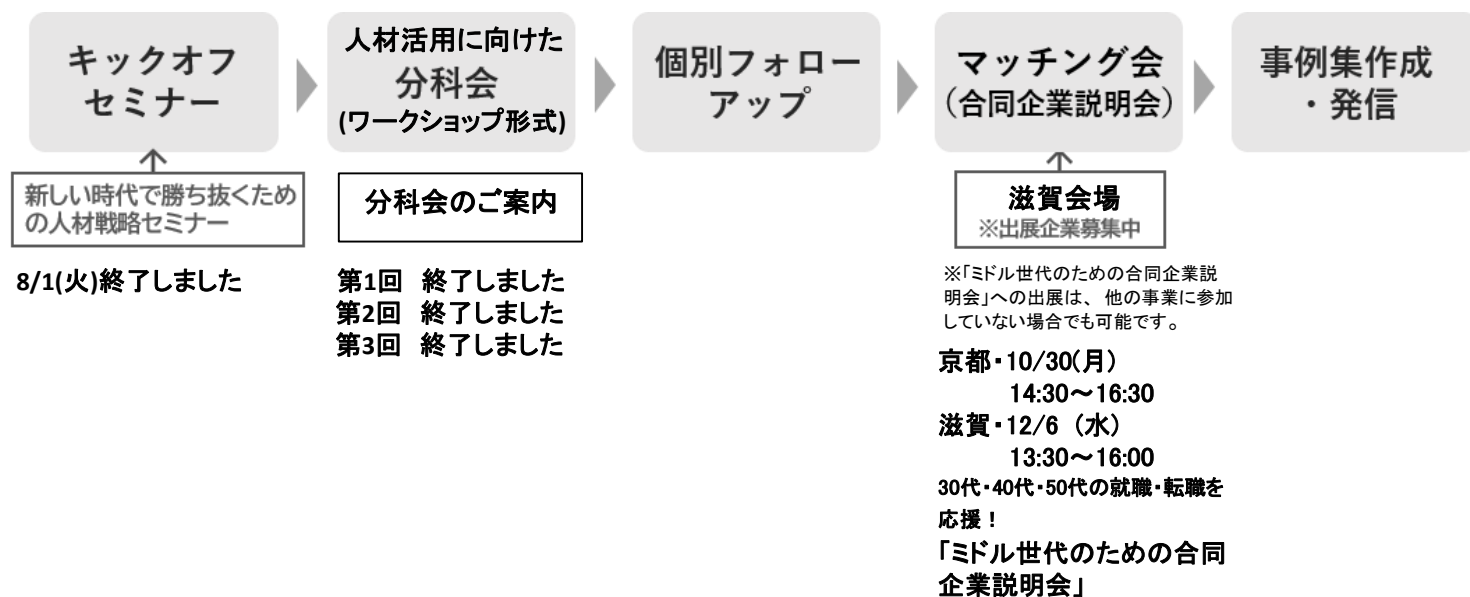 キックオフ
セミナー
人材活用に向けた
分科会
(ワークショップ形式)
個別フォロー
アップ
マッチング会
(合同企業説明会)
事例集作成
・発信
新しい時代で勝ち抜くため
の人材戦略セミナー
8/1(火)終了しました
分科会のご案内
第1回 終了しました
第2回 終了しました
第3回 終了しました
滋賀会場
※出展企業募集中
※「ミドル世代のための合同企業説
明会」への出展は、他の事業に参加
していない場合でも可能です。
京都・10/30(月)
14:30～16:30
滋賀・12/6（水）
13:30～16:00
30代・40代・50代の就職・転職を
応援！
「ミドル世代のための合同
企業説明会」